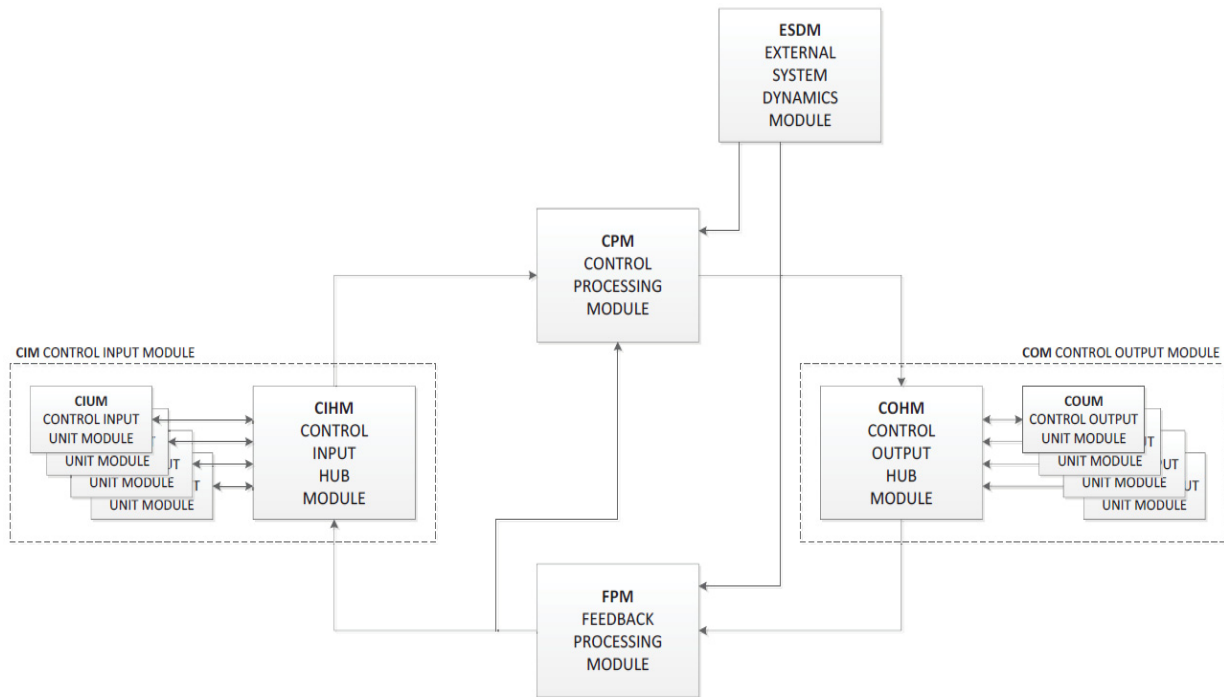 ESDM
EXTERNAL
SYSTEM
DYNAMICS
MODULE
CPM
CONTROL
PROCESSING
MODULE
CIM CONTROL INPUT MODULE
COM CONTROL OUTPUT MODULE
CIUM
CONTROL INPUT
UNIT MODULE
UNIT MODULE
UNIT MODULE
UNIT MODULE
CIHM
CONTROL
INPUT
HUB
MODULE
COHM
CONTROL
OUTPUT
HUB
MODULE
COUM
CONTROL OUTPUT
UNIT MODULE
UNIT MODULE
UNIT MODULE
UNIT MODULE
FPM
FEEDBACK
PROCESSING
MODULE